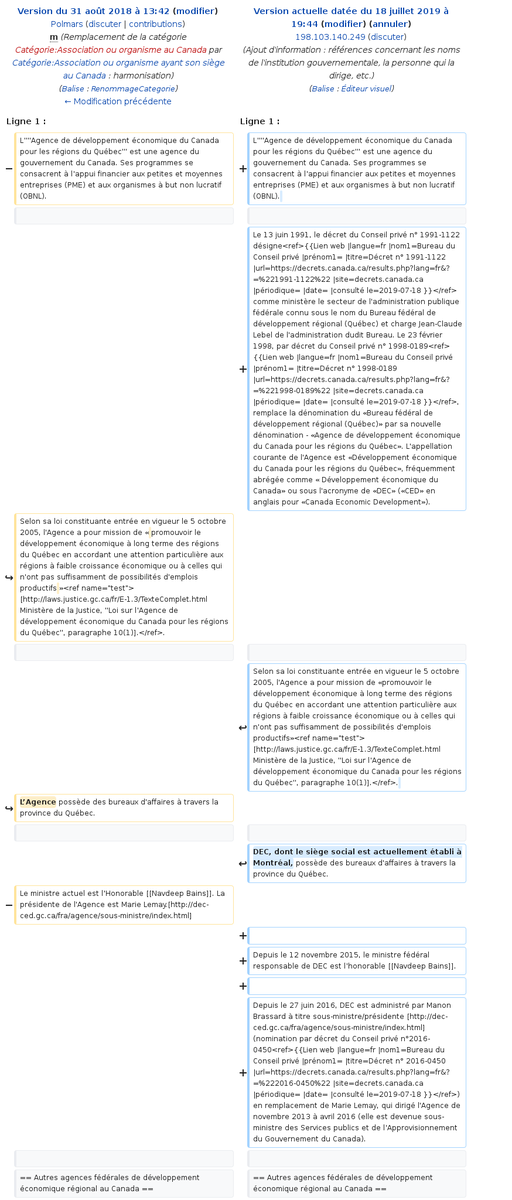 Version du 31 août 2018 à 13:42 (modifier)
Polmars (discuter | contributions)
m (Remplacement de la catégorie
Catégorie:Association ou organisme au Canada par
Catégorie:Association ou organisme ayant son siège
au Canada : harmonisation)
(Balise : RenommageCategorie)
← Modification précédente
Version actuelle datée du 18 juillet 2019 à
19:44 (modifier) (annuler)
198.103.140.249 (discuter)
(Ajout d'information : références concernant les noms
de l'institution gouvernementale, la personne qui la
dirige, etc.)
(Balise : Éditeur visuel)
Ligne 1 :
Ligne 1 :
− L'''Agence de développement économique du Canada
pour les régions du Québec''' est une agence du
gouvernement du Canada. Ses programmes se
consacrent à l'appui financier aux petites et moyennes
entreprises (PME) et aux organismes à but non lucratif
(OBNL).
+ L'''Agence de développement économique du Canada
pour les régions du Québec''' est une agence du
gouvernement du Canada. Ses programmes se
consacrent à l'appui financier aux petites et moyennes
entreprises (PME) et aux organismes à but non lucratif
(OBNL).
+ Le 13 juin 1991, le décret du Conseil privé n° 1991-1122
désigne<ref>{{Lien web |langue=fr |nom1=Bureau du
Conseil privé |prénom1= |titre=Décret n° 1991-1122
|url=https://decrets.canada.ca/results.php?lang=fr&?
=%221991-1122%22 |site=decrets.canada.ca
|périodique= |date= |consulté le=2019-07-18 }}</ref>
comme ministère le secteur de l'administration publique
fédérale connu sous le nom du Bureau fédéral de
développement régional (Québec) et charge Jean-Claude
Lebel de l'administration dudit Bureau. Le 23 février
1998, par décret du Conseil privé n° 1998-0189<ref>
{{Lien web |langue=fr |nom1=Bureau du Conseil privé
|prénom1= |titre=Décret n° 1998-0189
|url=https://decrets.canada.ca/results.php?lang=fr&?
=%221998-0189%22 |site=decrets.canada.ca
|périodique= |date= |consulté le=2019-07-18 }}</ref>,
remplace la dénomination du «Bureau fédéral de
développement régional (Québec)» par sa nouvelle
dénomination - «Agence de développement économique
du Canada pour les régions du Québec». L'appellation
courante de l'Agence est «Développement économique
du Canada pour les régions du Québec», fréquemment
abrégée comme « Développement économique du
Canada» ou sous l'acronyme de «DEC» («CED» en
anglais pour «Canada Economic Development»).
Selon sa loi constituante entrée en vigueur le 5 octobre
2005, l'Agence a pour mission de « promouvoir le
développement économique à long terme des régions
du Québec en accordant une attention particulière aux
régions à faible croissance économique ou à celles qui
n'ont pas suffisamment de possibilités d'emplois
productifs »<ref name="test">
[http://laws.justice.gc.ca/fr/E-1.3/TexteComplet.html
Ministère de la Justice, ''Loi sur l'Agence de
développement économique du Canada pour les régions
du Québec'', paragraphe 10(1)].</ref>.
Selon sa loi constituante entrée en vigueur le 5 octobre
2005, l'Agence a pour mission de «promouvoir le
développement économique à long terme des régions
du Québec en accordant une attention particulière aux
régions à faible croissance économique ou à celles qui
n'ont pas suffisamment de possibilités d'emplois
productifs»<ref name="test">
[http://laws.justice.gc.ca/fr/E-1.3/TexteComplet.html
Ministère de la Justice, ''Loi sur l'Agence de
développement économique du Canada pour les régions
du Québec'', paragraphe 10(1)].</ref>.
L'Agence possède des bureaux d'affaires à travers la
province du Québec.
DEC, dont le siège social est actuellement établi à
Montréal, possède des bureaux d'affaires à travers la
province du Québec.
− Le ministre actuel est l'Honorable [[Navdeep Bains]]. La
présidente de l'Agence est Marie Lemay.[http://dec-
ced.gc.ca/fra/agence/sous-ministre/index.html]
+
+ Depuis le 12 novembre 2015, le ministre fédéral
responsable de DEC est l'honorable [[Navdeep Bains]].
+
+ Depuis le 27 juin 2016, DEC est administré par Manon
Brassard à titre sous-ministre/présidente [http://dec-
ced.gc.ca/fra/agence/sous-ministre/index.html]
(nomination par décret du Conseil privé n°2016-
0450<ref>{{Lien web |langue=fr |nom1=Bureau du
Conseil privé |prénom1= |titre=Décret n° 2016-0450
|url=https://decrets.canada.ca/results.php?lang=fr&?
=%222016-0450%22 |site=decrets.canada.ca
|périodique= |date= |consulté le=2019-07-18 }}</ref>)
en remplacement de Marie Lemay, qui dirigé l'Agence de
novembre 2013 à avril 2016 (elle est devenue sous-
ministre des Services publics et de l'Approvisionnement
du Gouvernement du Canada).
== Autres agences fédérales de développement
économique régional au Canada ==
== Autres agences fédérales de développement
économique régional au Canada ==